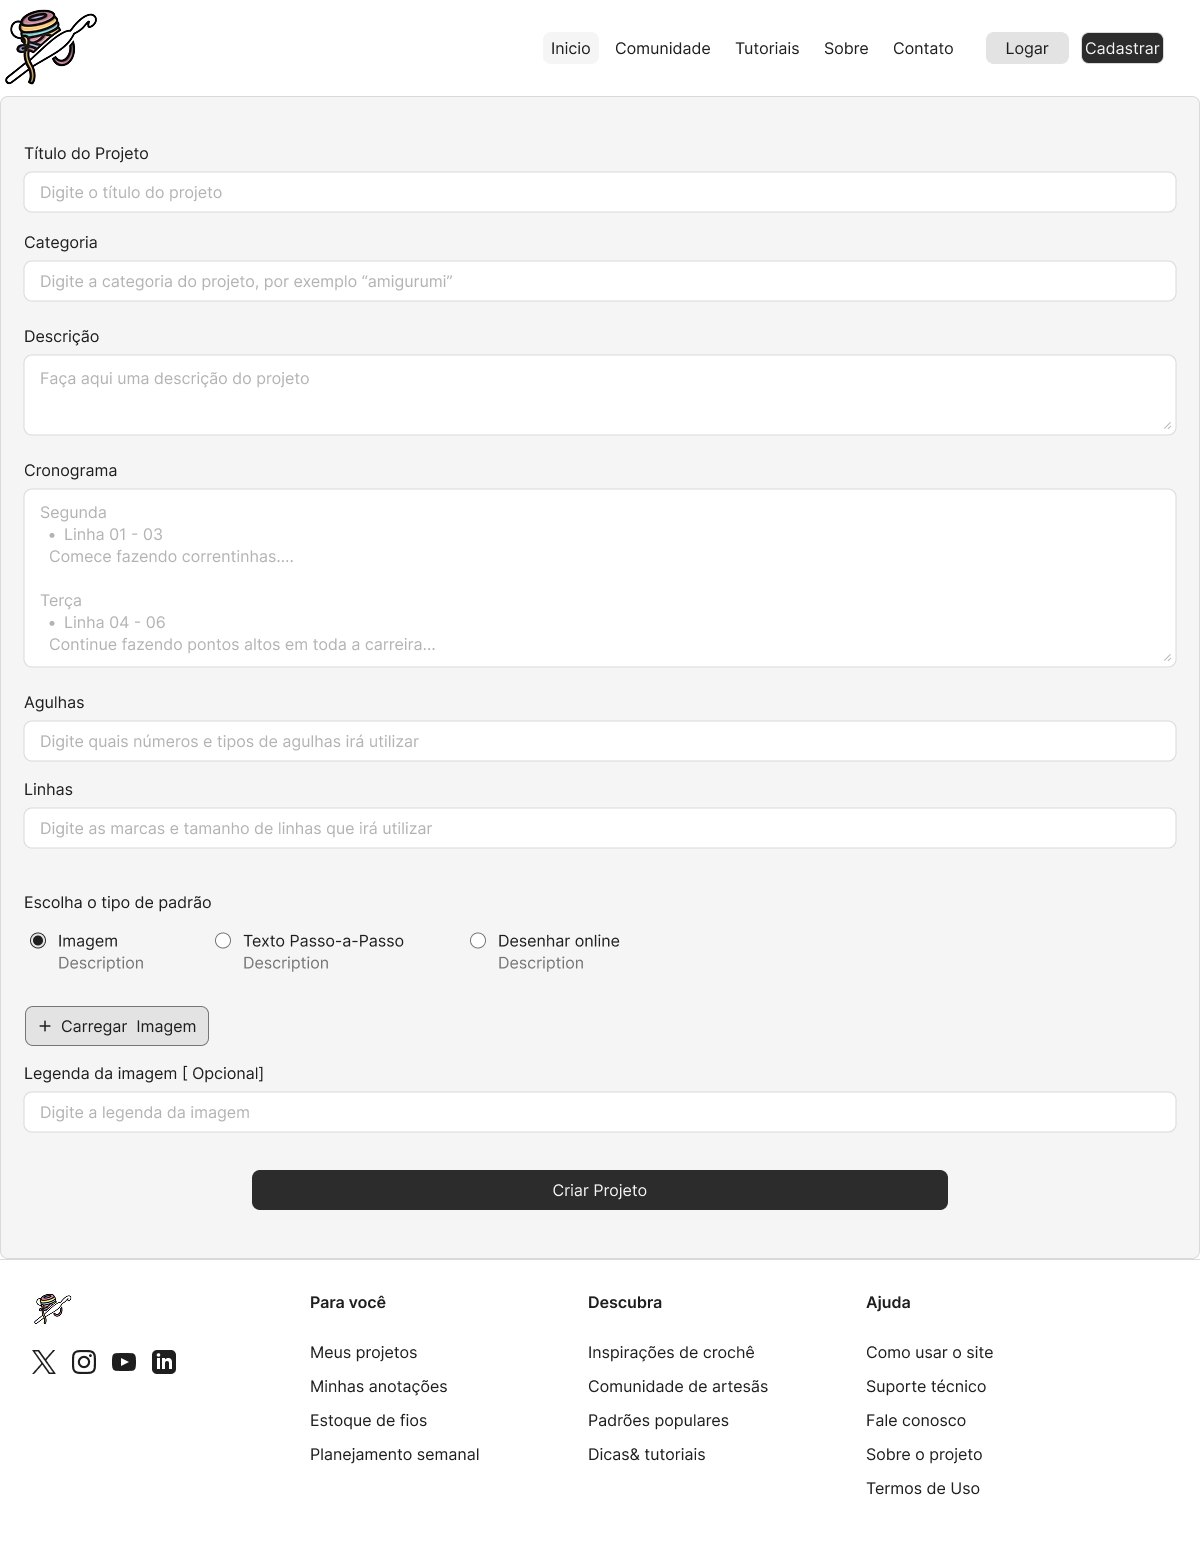 Inicio Comunidade Tutoriais Sobre Contato Logar Cadastrar
Título do Projeto
Digite o título do projeto
Categoria
Digite a categoria do projeto, por exemplo “amigurumi”
Descrição
Faça aqui uma descrição do projeto
Cronograma
Segunda
• Linha 01 - 03
Comece fazendo correntinhas....
Terça
• Linha 04 - 06
Continue fazendo pontos altos em toda a carreira...
Agulhas
Digite quais números e tipos de agulhas irá utilizar
Linhas
Digite as marcas e tamanho de linhas que irá utilizar
Escolha o tipo de padrão
Imagem Texto Passo-a-Passo Desenhar online
Description Description Description
+ Carregar Imagem
Legenda da imagem [ Opcional]
Digite a legenda da imagem
Criar Projeto
Para você
Meus projetos
Minhas anotações
Estoque de fios
Planejamento semanal
Descubra
Inspirações de crochê
Comunidade de artesãs
Padrões populares
Dicas& tutoriais
Ajuda
Como usar o site
Suporte técnico
Fale conosco
Sobre o projeto
Termos de Uso